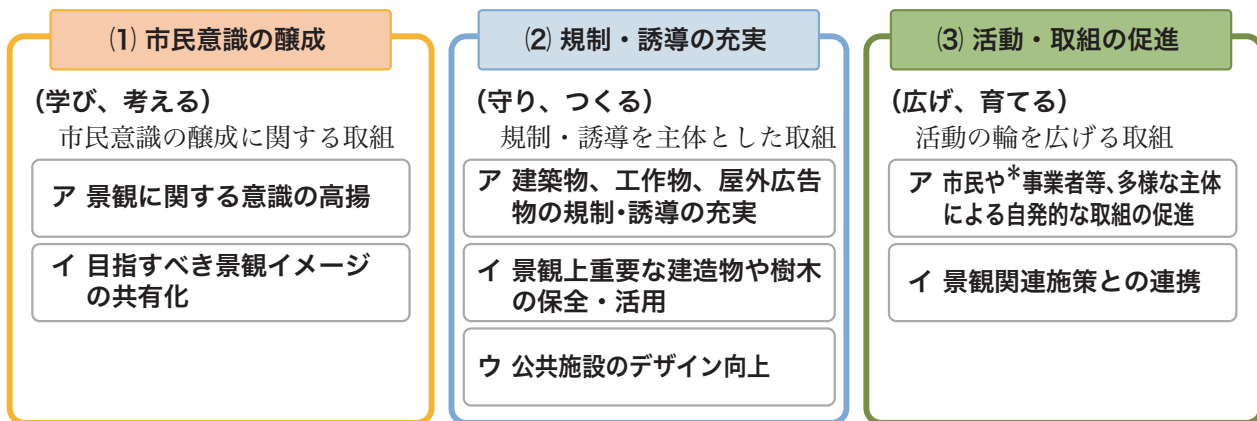 ⑴ 市民意識の醸成
(学び、考える)
市民意識の醸成に関する取組
ア 景観に関する意識の高揚
イ 目指すべき景観イメージ
の共有化
⑵ 規制・誘導の充実
(守り、つくる)
規制・誘導を主体とした取組
ア 建築物、工作物、屋外広告
物の規制・誘導の充実
イ 景観上重要な建造物や樹木
の保全・活用
ウ 公共施設のデザイン向上
⑶ 活動・取組の促進
(広げ、育てる)
活動の輪を広げる取組
ア 市民や*事業者等、多様な主体
による自発的な取組の促進
イ 景観関連施策との連携